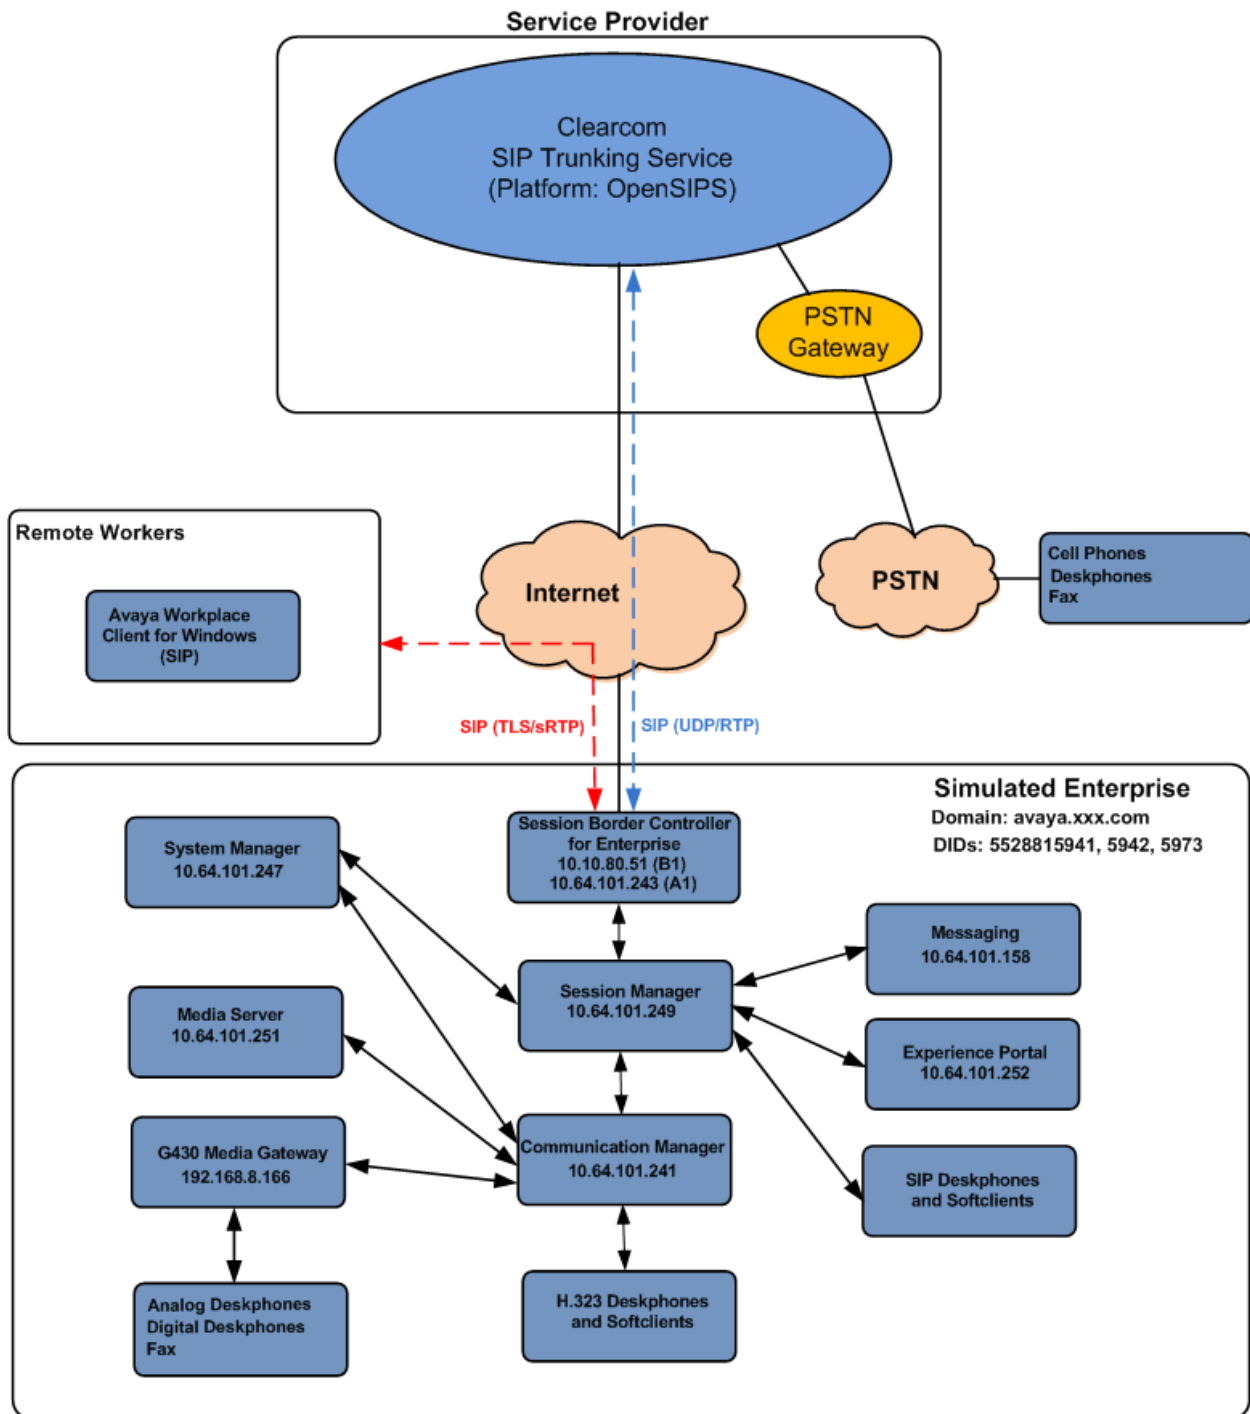 Service Provider
Clearcom
SIP Trunking Service
(Platform: OpenSIPS)
PSTN
Gateway
Remote Workers
Avaya Workplace
Client for Windows
(SIP)
Internet
PSTN
Cell Phones
Deskphones
Fax
SIP (TLS/sRTP)
SIP (UDP/RTP)
Simulated Enterprise
Domain: avaya.xxx.com
DIDs: 5528815941, 5942, 5973
Session Border Controller
for Enterprise
10.10.80.51 (B1)
10.64.101.243 (A1)
System Manager
10.64.101.247
Messaging
10.64.101.158
Session Manager
10.64.101.249
Media Server
10.64.101.251
Experience Portal
10.64.101.252
G430 Media Gateway
192.168.8.166
Communication Manager
10.64.101.241
SIP Deskphones
and Softclients
Analog Deskphones
Digital Deskphones
Fax
H.323 Deskphones
and Softclients